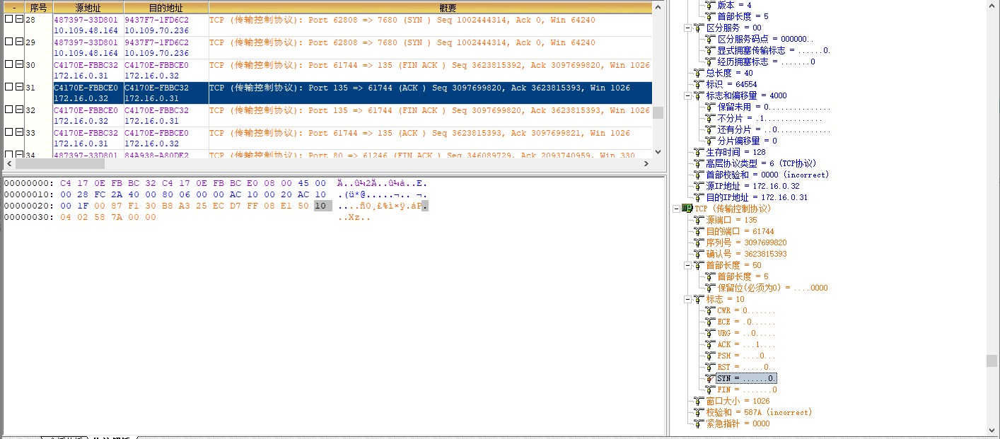 - 序号 源地址 目的地址 概要
28 487397-33D801 9437F7-1FD6C2 TCP (传输控制协议): Port 62808 => 7680 (SYN ) Seq 1002444314, Ack 0, Win 64240
10.109.48.164 10.109.70.236
29 487397-33D801 9437F7-1FD6C2 TCP (传输控制协议): Port 62808 => 7680 (SYN ) Seq 1002444314, Ack 0, Win 64240
10.109.48.164 10.109.70.236
30 C4170E-FBBC32 C4170E-FBBCE0 TCP (传输控制协议): Port 61744 => 135 (FIN ACK ) Seq 3623815392, Ack 3097699820, Win 1026
172.16.0.31 172.16.0.32
31 C4170E-FBBCE0 C4170E-FBBC32 TCP (传输控制协议): Port 135 => 61744 (ACK ) Seq 3097699820, Ack 3623815393, Win 1026
172.16.0.32 172.16.0.31
32 C4170E-FBBCE0 C4170E-FBBC32 TCP (传输控制协议): Port 135 => 61744 (FIN ACK ) Seq 3097699820, Ack 3623815393, Win 1026
172.16.0.32 172.16.0.31
33 C4170E-FBBC32 C4170E-FBBCE0 TCP (传输控制协议): Port 61744 => 135 (ACK ) Seq 3623815393, Ack 3097699821, Win 1026
172.16.0.31 172.16.0.32
34 487397-33D801 84A938-A80DE2 TCP (传输控制协议): Port 80 => 61246 (FIN ACK ) Seq 346089729, Ack 2093740959, Win 330
00000000: C4 17 0E FB BC 32 C4 17 0E FB BC E0 08 00 45 00 Ä..û¼2Ä..û¼à..E.
00000010: 00 28 FC 2A 40 00 80 06 00 00 AC 10 00 20 AC 10 .(ü*@.....¬.. ¬.
00000020: 00 1F 00 87 F1 30 B8 A3 25 EC D7 FF 08 E1 50 10 ....ñ0¸£%ì×ÿ.áP.
00000030: 04 02 58 7A 00 00 ..Xz..
版本 = 4
首部长度 = 5
区分服务 = 00
区分服务码点 = 000000..
显式拥塞传输标志 = ......0.
经历拥塞标志 = .......0
总长度 = 40
标识 = 64554
标志和偏移量 = 4000
保留未用 = 0...............
不分片 = .1..............
还有分片 = ..0.............
分片偏移量 = 0
生存时间 = 128
高层协议类型 = 6 (TCP协议)
首部校验和 = 0000 (incorrect)
源IP地址 = 172.16.0.32
目的IP地址 = 172.16.0.31
TCP (传输控制协议)
源端口 = 135
目的端口 = 61744
序列号 = 3097699820
确认号 = 3623815393
首部长度 = 50
首部长度 = 5
保留位(必须为0) = ....0000
标志 = 10
CWR = 0.......
ECE = .0......
URG = ..0.....
ACK = ...1....
PSH = ....0...
RST = .....0..
SYN = ......0.
FIN = .......0
窗口大小 = 1026
校验和 = 587A (incorrect)
紧急指针 = 0000